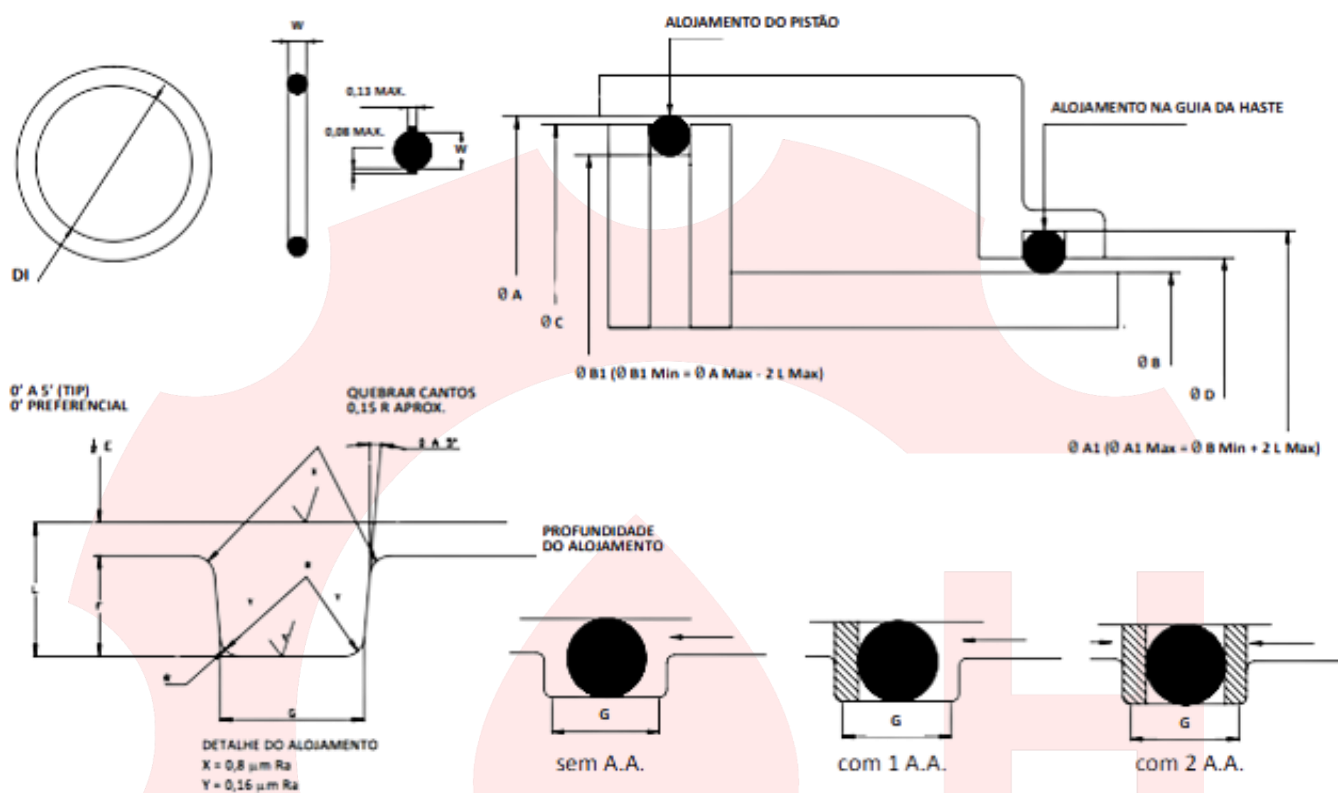 W
0,13 MAX.
0,08 MAX.
W
DI
ALOJAMENTO DO PISTÃO
ALOJAMENTO NA GUIA DA HASTE
Ø A
Ø C
Ø B1 (Ø B1 Min = Ø A Max - 2 L Max)
Ø B
Ø D
Ø A1 (Ø A1 Max = Ø B Min + 2 L Max)
0' A 5' (TIP)
0' PREFERENCIAL
QUEBRAR CANTOS
0,15 R APROX.
PROFUNDIDADE
DO ALOJAMENTO
G
DETALHE DO ALOJAMENTO
X = 0,8 µm Ra
Y = 0,16 µm Ra
G
sem A.A.
G
com 1 A.A.
G
com 2 A.A.